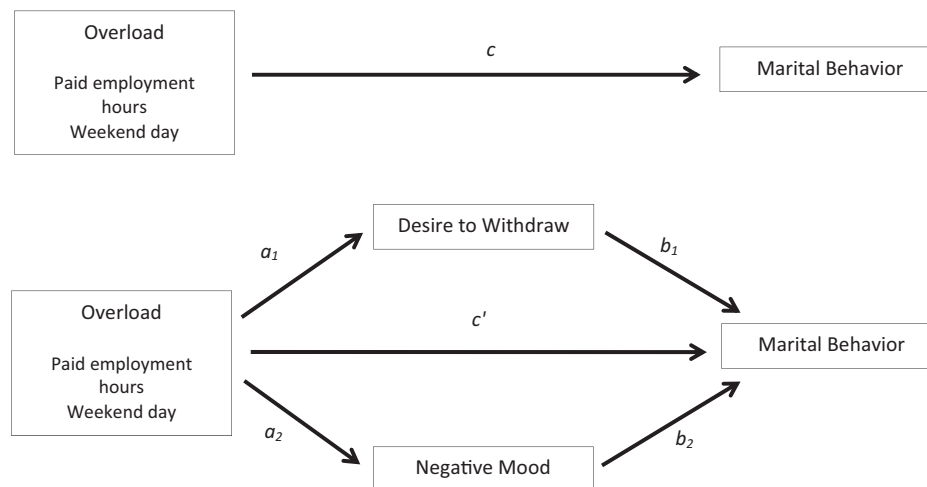 Overload
c
Marital Behavior
Paid employment
hours
Weekend day
Desire to Withdraw
a1
b1
Overload
c'
Marital Behavior
Paid employment
hours
Weekend day
a2
b2
Negative Mood